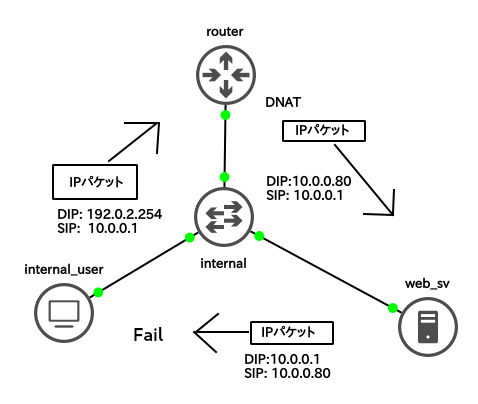 router
DNAT
IPパケット
IPパケット
DIP:10.0.0.80
SIP: 10.0.0.1
DIP: 192.0.2.254
SIP: 10.0.0.1
internal
internal_user
web_sv
Fail
IPパケット
DIP:10.0.0.1
SIP: 10.0.0.80